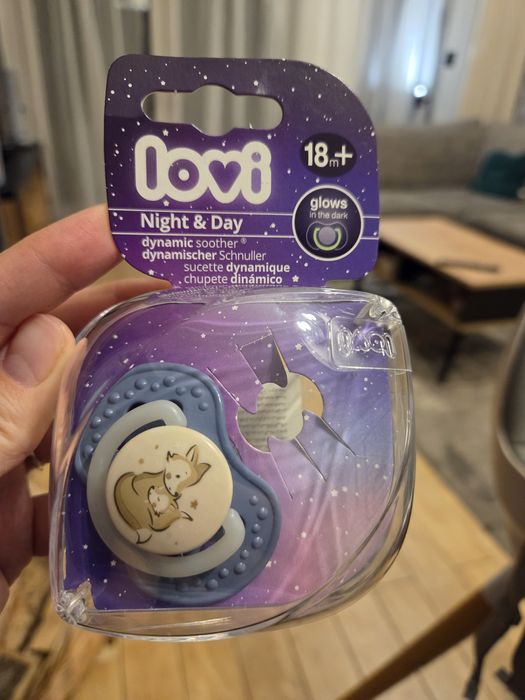 lovi
18m+
glows
in the dark
Night & Day
dynamic soother®
dynamischer Schnuller
sucette dynamique
chupete dinámico
lovi